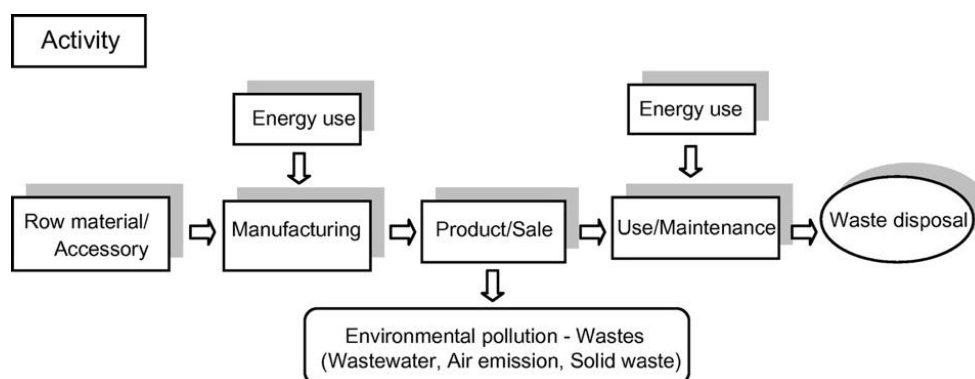 Activity
Energy use
Energy use
Row material/
Accessory
Manufacturing
Product/Sale
Use/Maintenance
Waste disposal
Environmental pollution - Wastes
(Wastewater, Air emission, Solid waste)